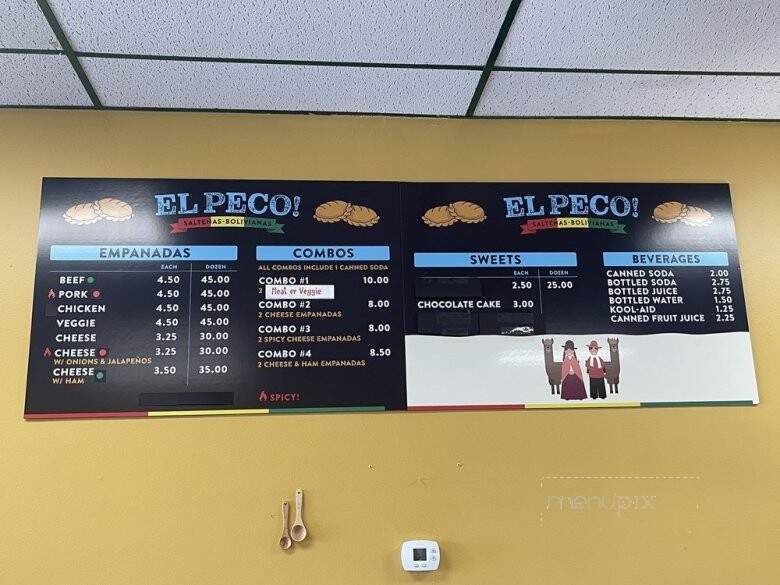 EL PECO!
SALTEÑAS-BOLIVIANAS
EMPANADAS
EACH DOZEN
BEEF 4.50 45.00
PORK 4.50 45.00
CHICKEN 4.50 45.00
VEGGIE 4.50 45.00
CHEESE 3.25 30.00
CHEESE 3.25 30.00
W/ ONIONS & JALAPEÑOS
CHEESE 3.50 35.00
W/ HAM
COMBOS
ALL COMBOS INCLUDE 1 CANNED SODA
COMBO #1 10.00
2 Meat or Veggie
COMBO #2 8.00
2 CHEESE EMPANADAS
COMBO #3 8.00
2 SPICY CHEESE EMPANADAS
COMBO #4 8.50
2 CHEESE & HAM EMPANADAS
SPICY!
EL PECO!
SALTEÑAS-BOLIVIANAS
SWEETS
EACH DOZEN
2.50 25.00
CHOCOLATE CAKE 3.00
BEVERAGES
CANNED SODA 2.00
BOTTLED SODA 2.75
BOTTLED JUICE 2.75
BOTTLED WATER 1.50
KOOL-AID 1.25
CANNED FRUIT JUICE 2.25
menupix